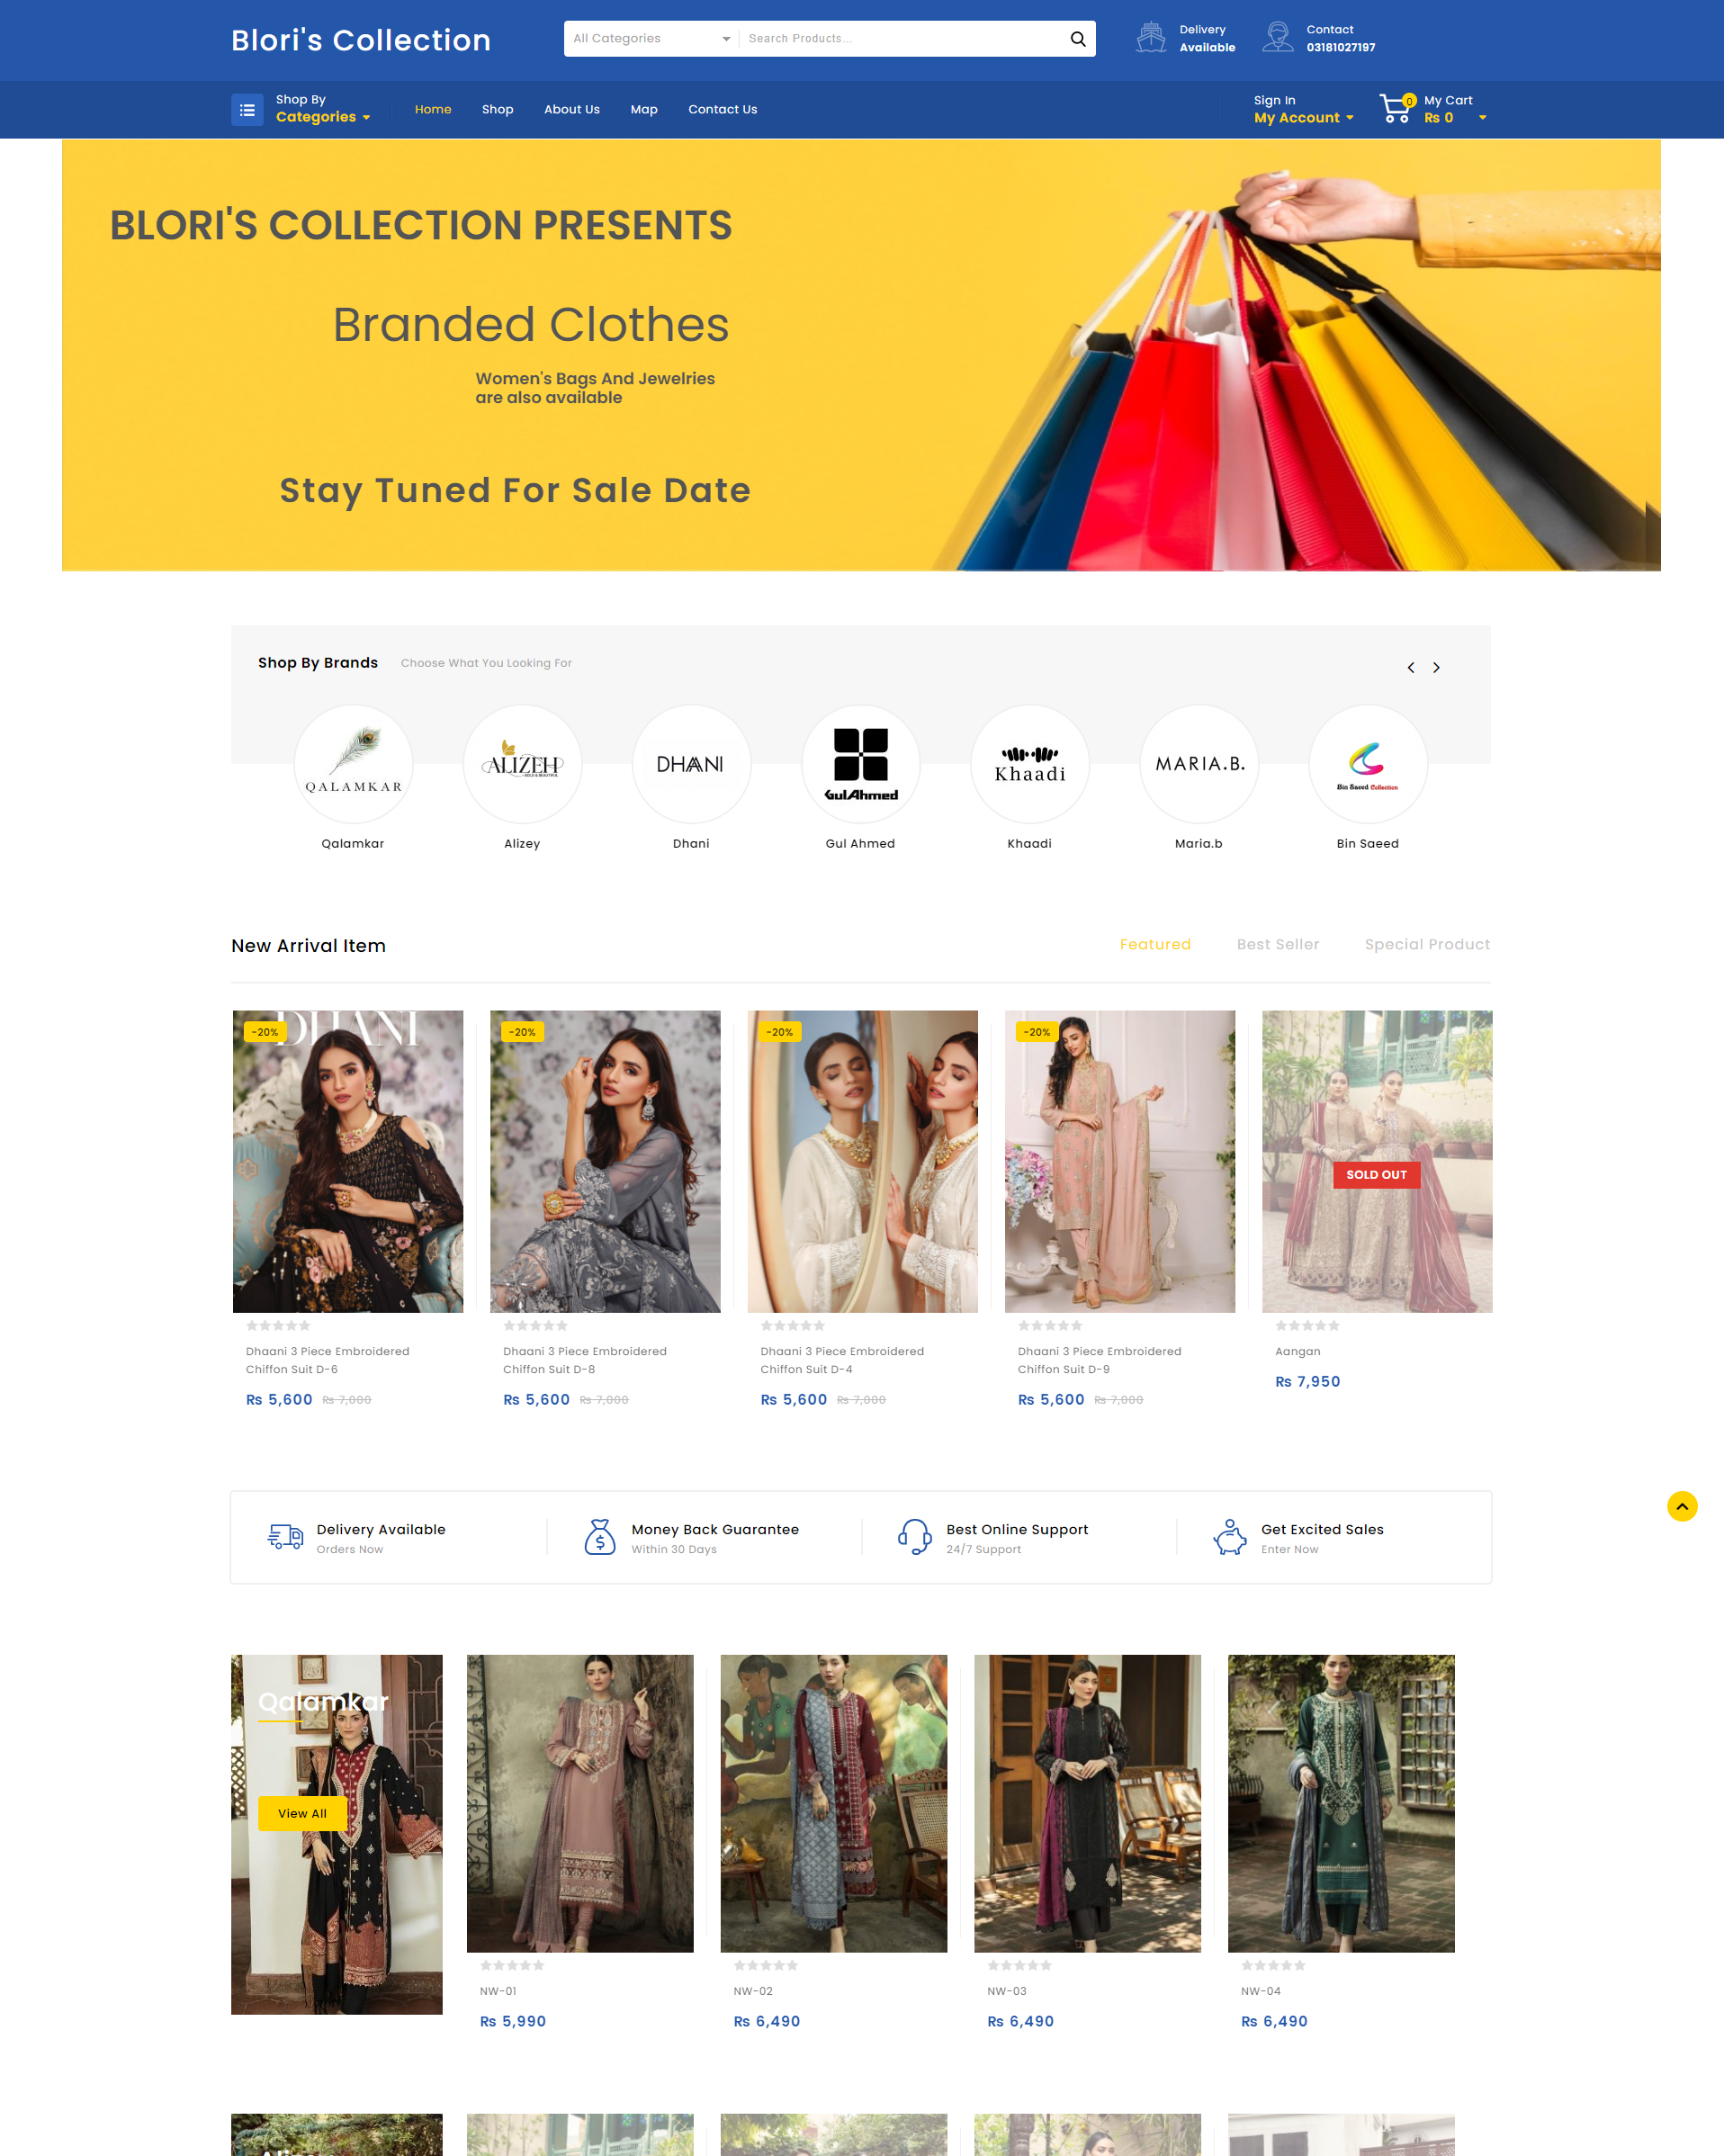 Blori's Collection
All Categories
Search Products...
Delivery
Available
Contact
03181027197
Shop By
Categories
Home
Shop
About Us
Map
Contact Us
Sign In
My Account
0
My Cart
₨ 0
BLORI'S COLLECTION PRESENTS
Branded Clothes
Women's Bags And Jewelries
are also available
Stay Tuned For Sale Date
Shop By Brands
Choose What You Looking For
QALAMKAR
ALIZEH
BOLD & BEAUTIFUL
DHAANI
GulAhmed
Khaadi
MARIA.B.
Bin Saeed Collection
Qalamkar
Alizey
Dhani
Gul Ahmed
Khaadi
Maria.b
Bin Saeed
New Arrival Item
Featured
Best Seller
Special Product
DHANI
-20%
-20%
-20%
-20%
SOLD OUT
Dhaani 3 Piece Embroidered
Chiffon Suit D-6
₨ 5,600 ₨ 7,000
Dhaani 3 Piece Embroidered
Chiffon Suit D-8
₨ 5,600 ₨ 7,000
Dhaani 3 Piece Embroidered
Chiffon Suit D-4
₨ 5,600 ₨ 7,000
Dhaani 3 Piece Embroidered
Chiffon Suit D-9
₨ 5,600 ₨ 7,000
Aangan
₨ 7,950
Delivery Available
Orders Now
Money Back Guarantee
Within 30 Days
Best Online Support
24/7 Support
Get Excited Sales
Enter Now
Qalamkar
View All
NW-01
₨ 5,990
NW-02
₨ 6,490
NW-03
₨ 6,490
NW-04
₨ 6,490